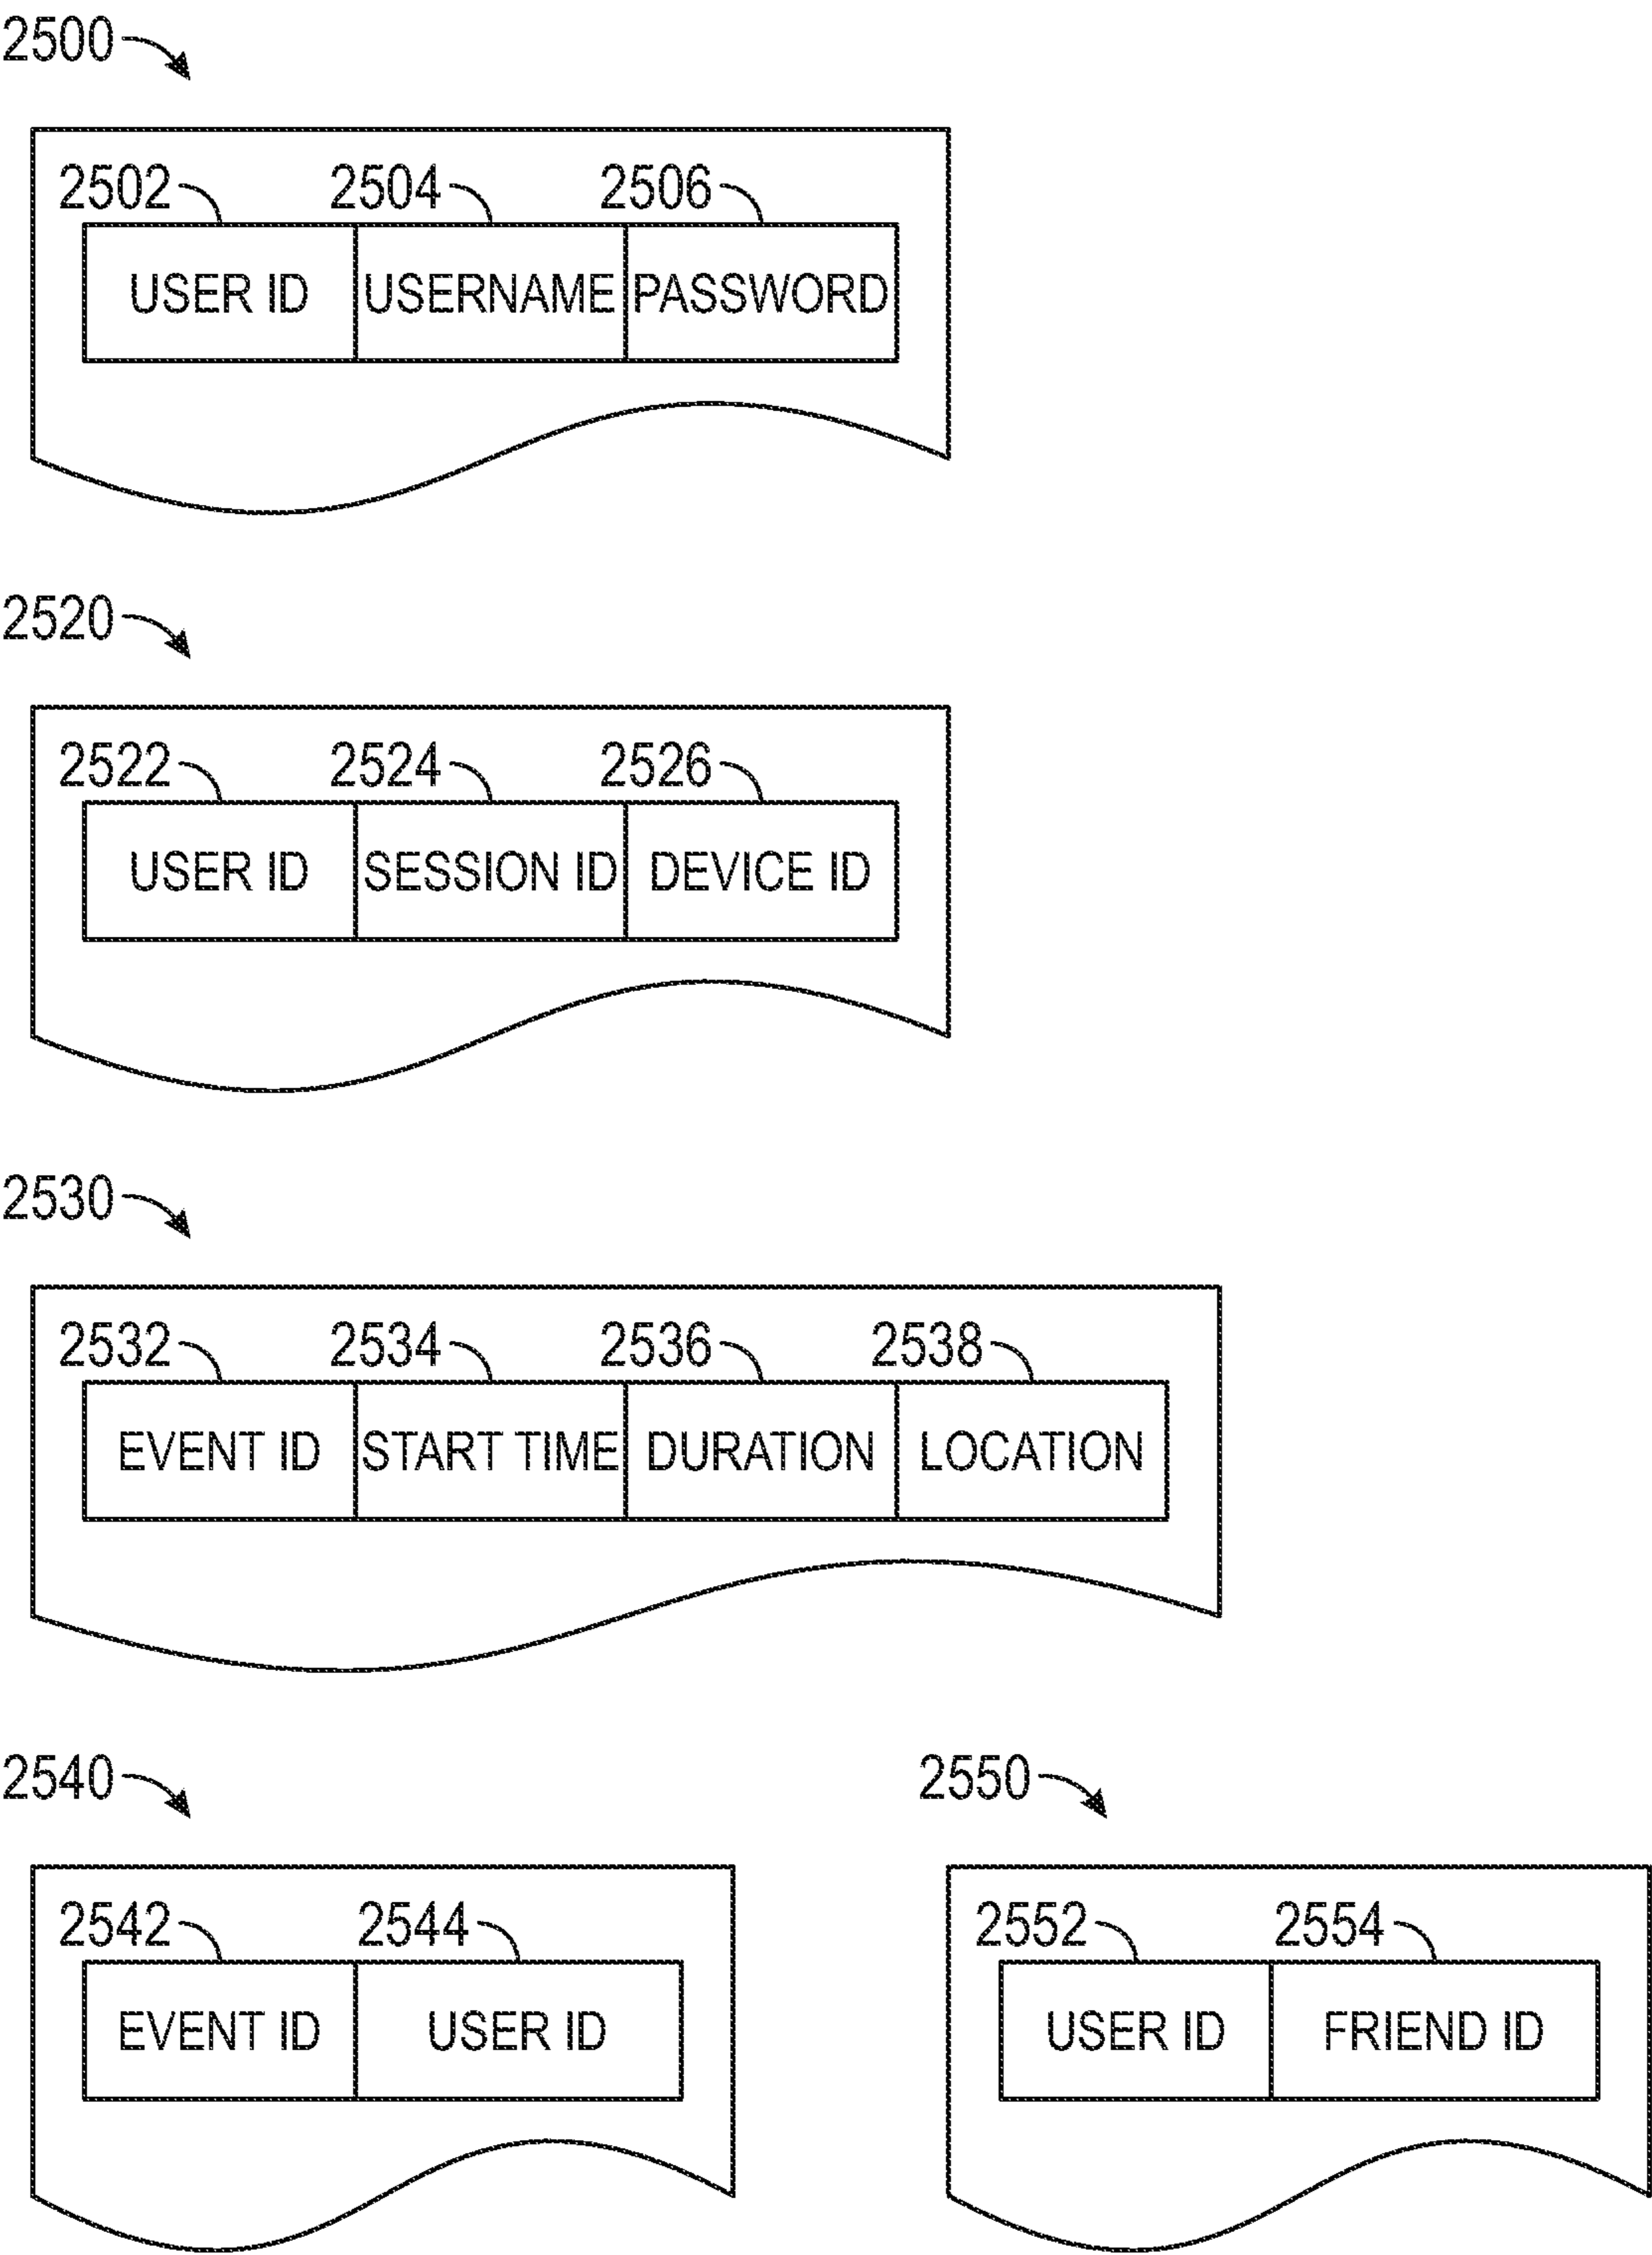 2500
2502 2504 2506
USER ID USERNAME PASSWORD
2520
2522 2524 2526
USER ID SESSION ID DEVICE ID
2530
2532 2534 2536 2538
EVENT ID START TIME DURATION LOCATION
2540 2550
2542 2544 2552 2554
EVENT ID USER ID USER ID FRIEND ID